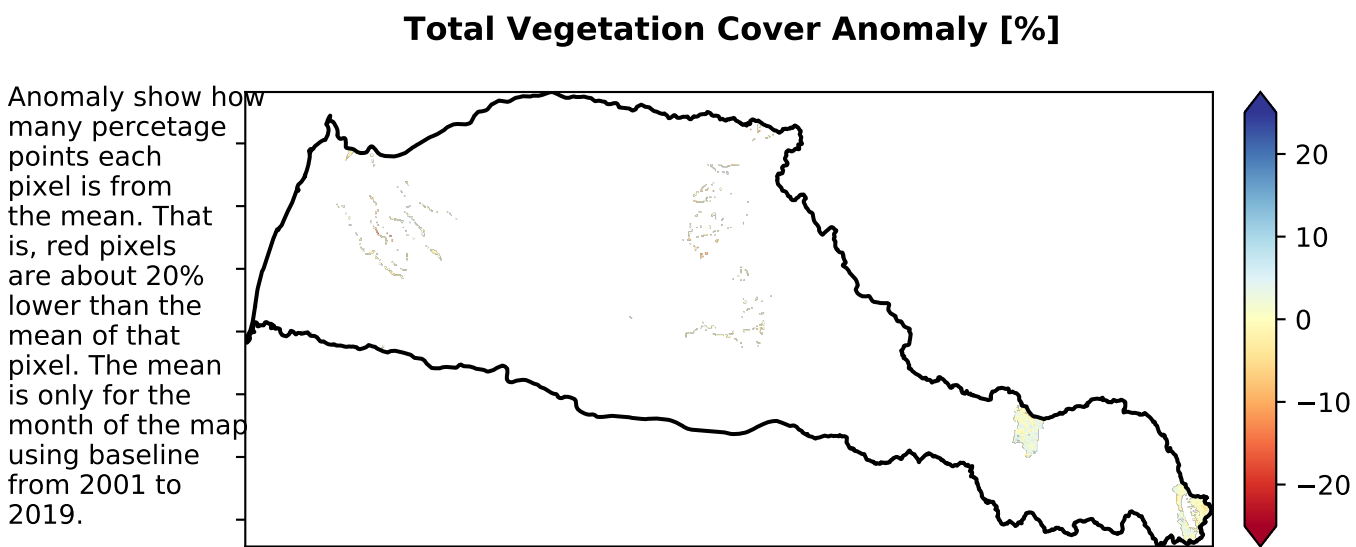 Total Vegetation Cover Anomaly [%]
Anomaly show how
many percetage
points each
pixel is from
the mean. That
is, red pixels
are about 20%
lower than the
mean of that
pixel. The mean
is only for the
month of the map
using baseline
from 2001 to
2019.
20
10
0
−10
−20